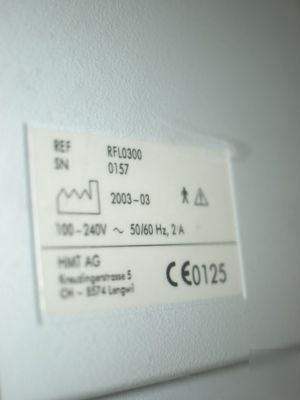 REF RFL0300
SN 0157
2003-03
100-240V ~ 50/60 Hz, 2 A
HMT AG
Kreuzlingerstrasse 5
CH - 8574 Lengwil
CE0125